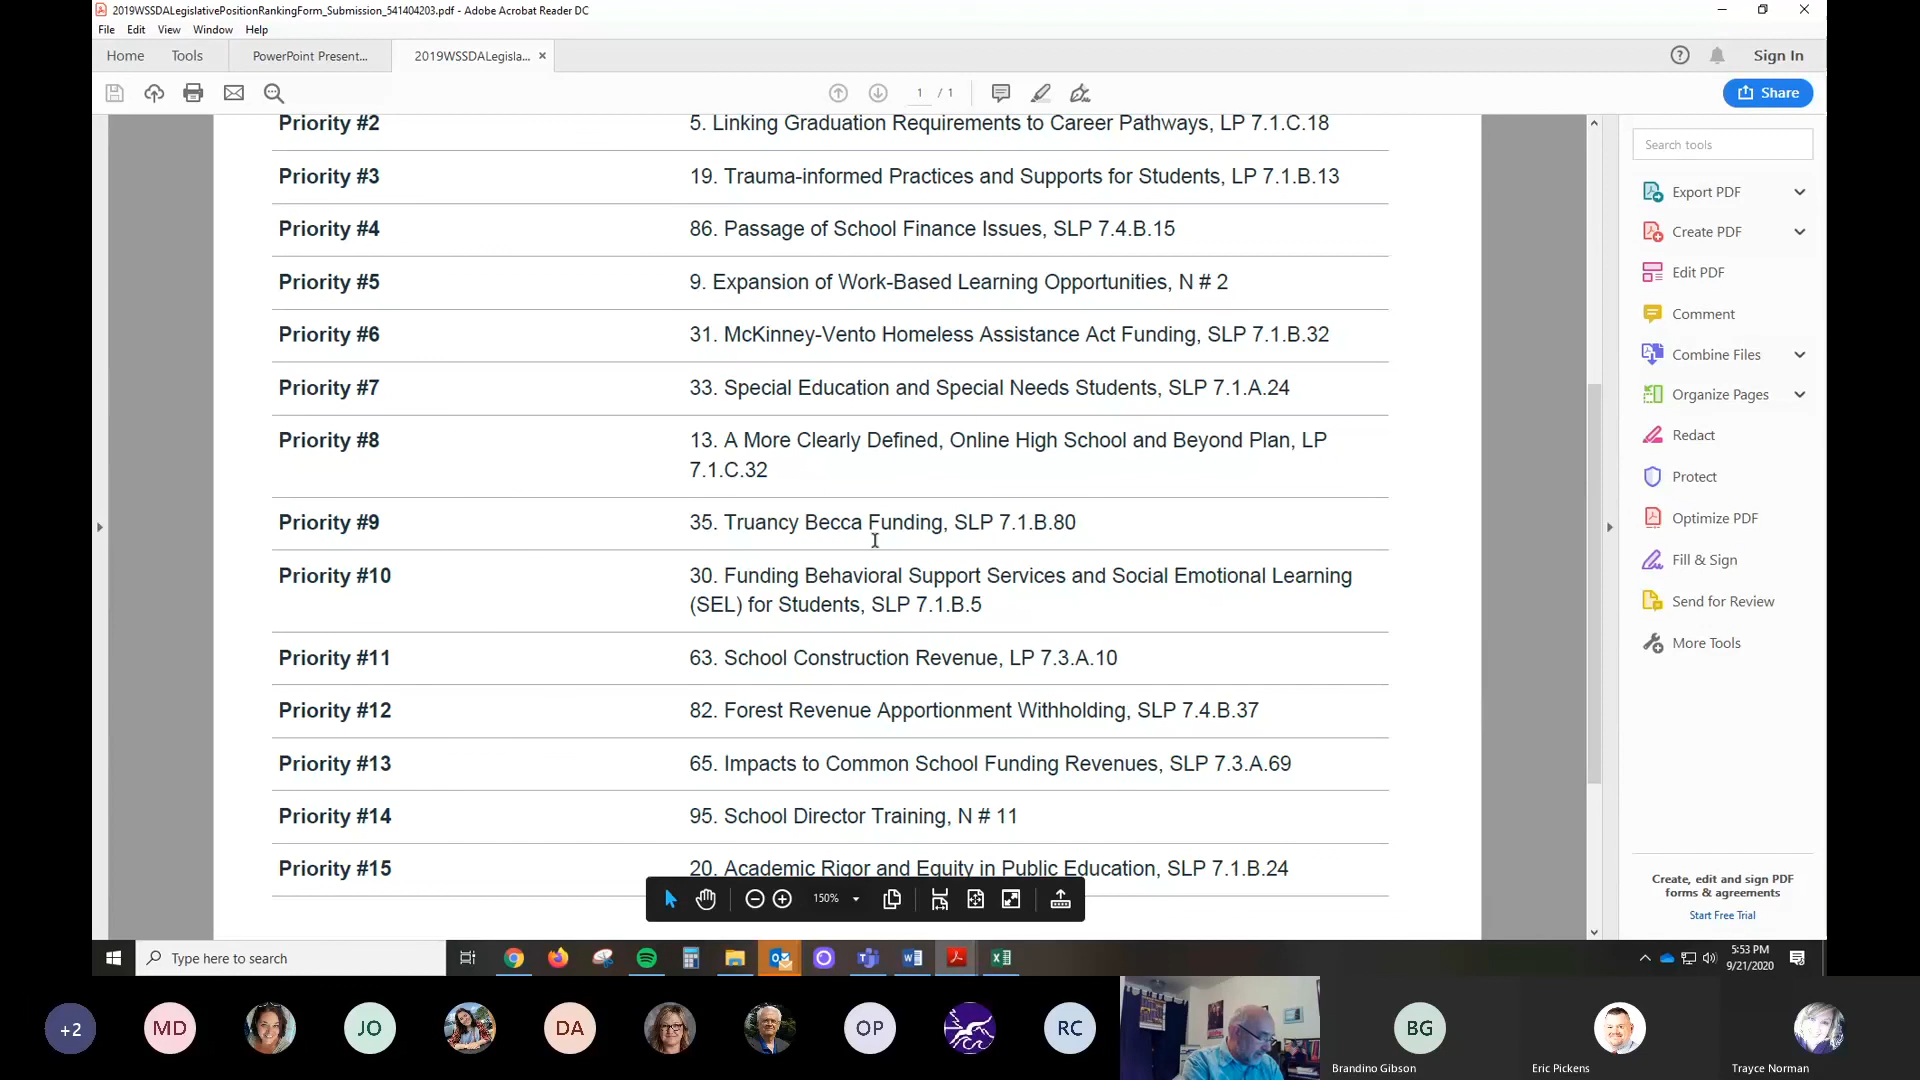 2019WSSDALegislativePositionRankingForm_Submission_541404203.pdf - Adobe Acrobat Reader DC
File Edit View Window Help
Home Tools PowerPoint Present... 2019WSSDALegisla... × Sign In
1 / 1 Share
Priority #2 5. Linking Graduation Requirements to Career Pathways, LP 7.1.C.18
Priority #3 19. Trauma-informed Practices and Supports for Students, LP 7.1.B.13
Priority #4 86. Passage of School Finance Issues, SLP 7.4.B.15
Priority #5 9. Expansion of Work-Based Learning Opportunities, N # 2
Priority #6 31. McKinney-Vento Homeless Assistance Act Funding, SLP 7.1.B.32
Priority #7 33. Special Education and Special Needs Students, SLP 7.1.A.24
Priority #8 13. A More Clearly Defined, Online High School and Beyond Plan, LP
7.1.C.32
Priority #9 35. Truancy Becca Funding, SLP 7.1.B.80
Priority #10 30. Funding Behavioral Support Services and Social Emotional Learning
(SEL) for Students, SLP 7.1.B.5
Priority #11 63. School Construction Revenue, LP 7.3.A.10
Priority #12 82. Forest Revenue Apportionment Withholding, SLP 7.4.B.37
Priority #13 65. Impacts to Common School Funding Revenues, SLP 7.3.A.69
Priority #14 95. School Director Training, N # 11
Priority #15 20. Academic Rigor and Equity in Public Education, SLP 7.1.B.24
150%
Search tools
Export PDF
Create PDF
Edit PDF
Comment
Combine Files
Organize Pages
Redact
Protect
Optimize PDF
Fill & Sign
Send for Review
More Tools
Create, edit and sign PDF
forms & agreements
Start Free Trial
Type here to search
5:53 PM
9/21/2020
+2 MD JO DA OP RC BG
Brandino Gibson Eric Pickens Trayce Norman